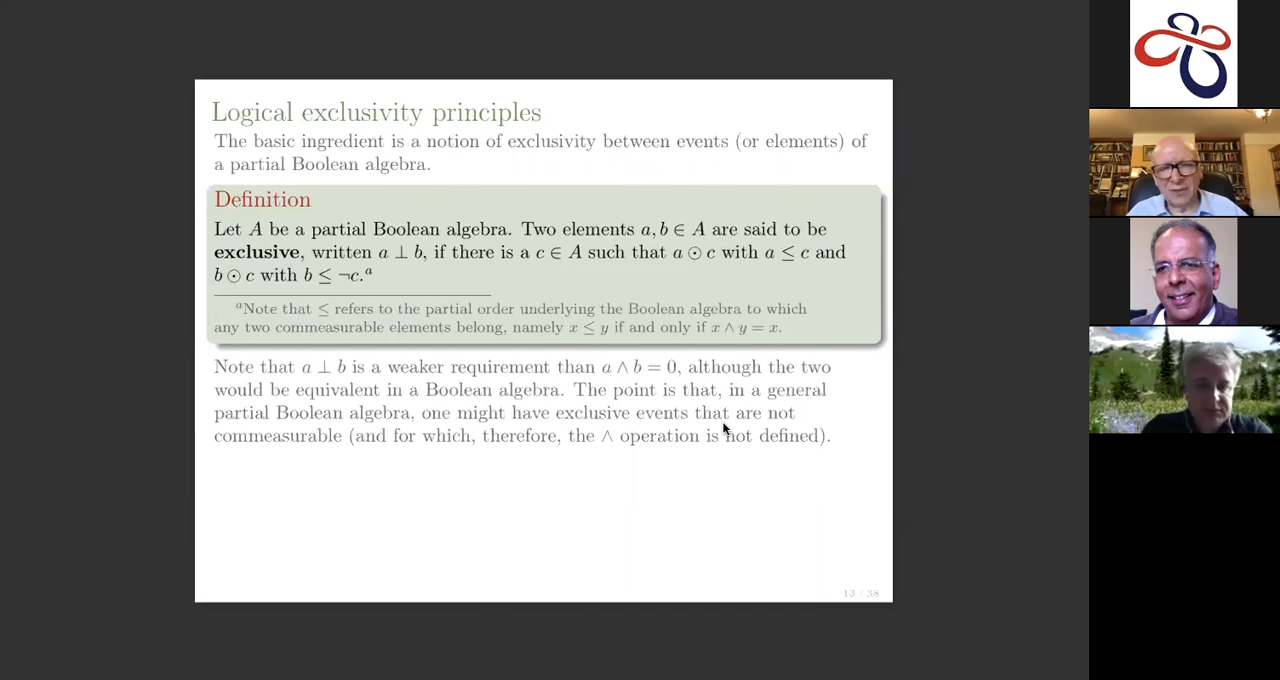 Logical exclusivity principles
The basic ingredient is a notion of exclusivity between events (or elements) of
a partial Boolean algebra.
Definition
Let A be a partial Boolean algebra. Two elements a, b ∈ A are said to be
exclusive, written a ⊥ b, if there is a c ∈ A such that a ⊙ c with a ≤ c and
b ⊙ c with b ≤ ¬c.ᵃ
ᵃNote that ≤ refers to the partial order underlying the Boolean algebra to which
any two commeasurable elements belong, namely x ≤ y if and only if x ∧ y = x.
Note that a ⊥ b is a weaker requirement than a ∧ b = 0, although the two
would be equivalent in a Boolean algebra. The point is that, in a general
partial Boolean algebra, one might have exclusive events that are not
commeasurable (and for which, therefore, the ∧ operation is not defined).
13 / 38